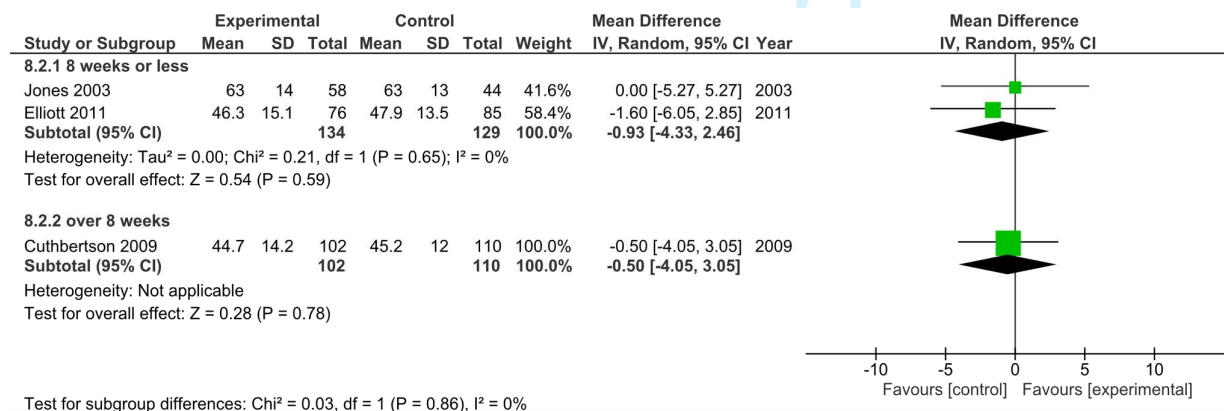 Experimental Control Mean Difference Mean Difference
Study or Subgroup Mean SD Total Mean SD Total Weight IV, Random, 95% CI Year IV, Random, 95% CI
8.2.1 8 weeks or less
Jones 2003 63 14 58 63 13 44 41.6% 0.00 [-5.27, 5.27] 2003
Elliott 2011 46.3 15.1 76 47.9 13.5 85 58.4% -1.60 [-6.05, 2.85] 2011
Subtotal (95% CI) 134 129 100.0% -0.93 [-4.33, 2.46]
Heterogeneity: Tau² = 0.00; Chi² = 0.21, df = 1 (P = 0.65); I² = 0%
Test for overall effect: Z = 0.54 (P = 0.59)
8.2.2 over 8 weeks
Cuthbertson 2009 44.7 14.2 102 45.2 12 110 100.0% -0.50 [-4.05, 3.05] 2009
Subtotal (95% CI) 102 110 100.0% -0.50 [-4.05, 3.05]
Heterogeneity: Not applicable
Test for overall effect: Z = 0.28 (P = 0.78)
-10 -5 0 5 10
Favours [control] Favours [experimental]
Test for subgroup differences: Chi² = 0.03, df = 1 (P = 0.86), I² = 0%